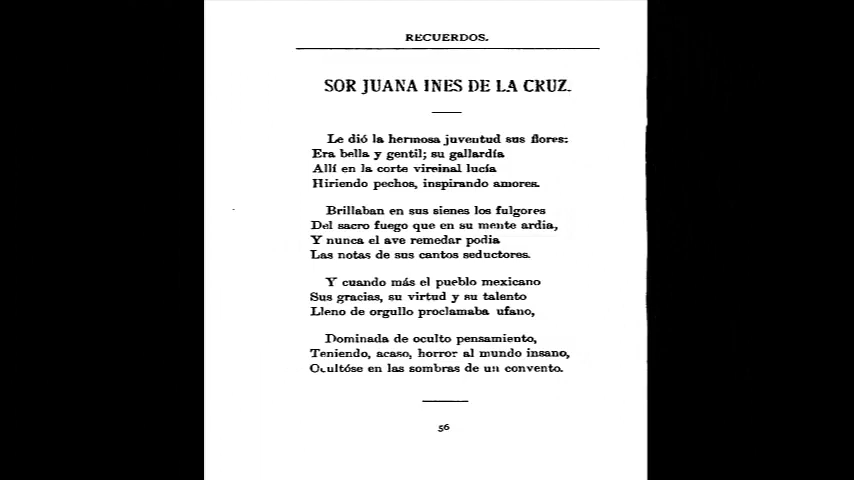 RECUERDOS.
SOR JUANA INES DE LA CRUZ.
Le dió la hermosa juventud sus flores:
Era bella y gentil; su gallardía
Allí en la corte vireinal lucía
Hiriendo pechos, inspirando amores.
Brillaban en sus sienes los fulgores
Del sacro fuego que en su mente ardia,
Y nunca el ave remedar podia
Las notas de sus cantos seductores.
Y cuando más el pueblo mexicano
Sus gracias, su virtud y su talento
Lleno de orgullo proclamaba ufano,
Dominada de oculto pensamiento,
Teniendo, acaso, horror al mundo insano,
Ocultóse en las sombras de un convento.
56